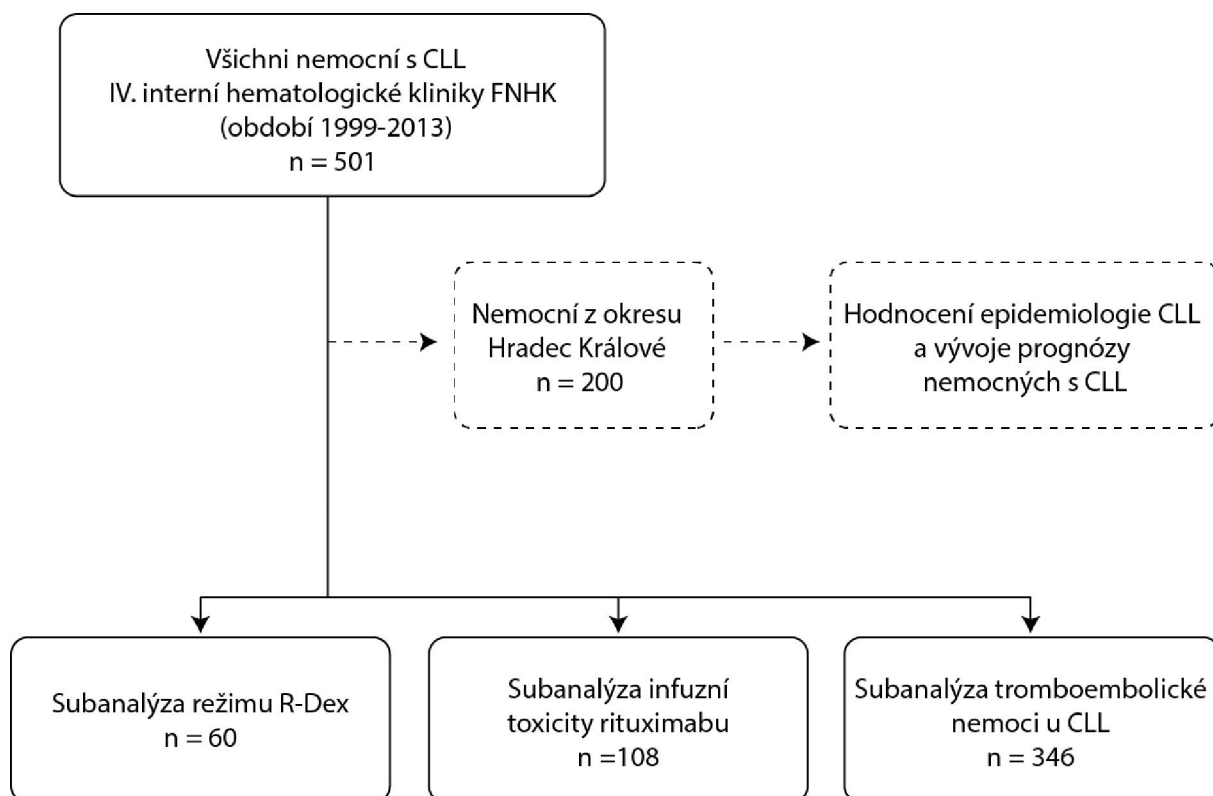 Všichni nemocní s CLL
IV. interní hematologické kliniky FNHK
(období 1999-2013)
n = 501
Nemocní z okresu
Hradec Králové
n = 200
Hodnocení epidemiologie CLL
a vývoje prognózy
nemocných s CLL
Subanalýza režimu R-Dex
n = 60
Subanalýza infuzní
toxicity rituximabu
n =108
Subanalýza tromboembolické
nemoci u CLL
n = 346